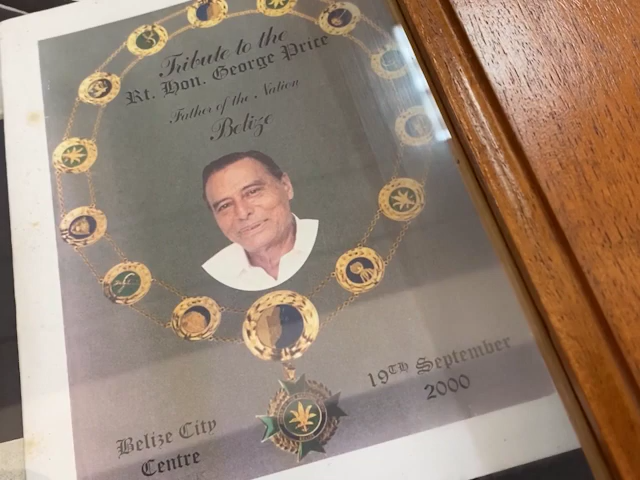 Tribute to the
Rt. Hon. George Price
Father of the Nation
Belize
19TH September
2000
Belize City
Centre